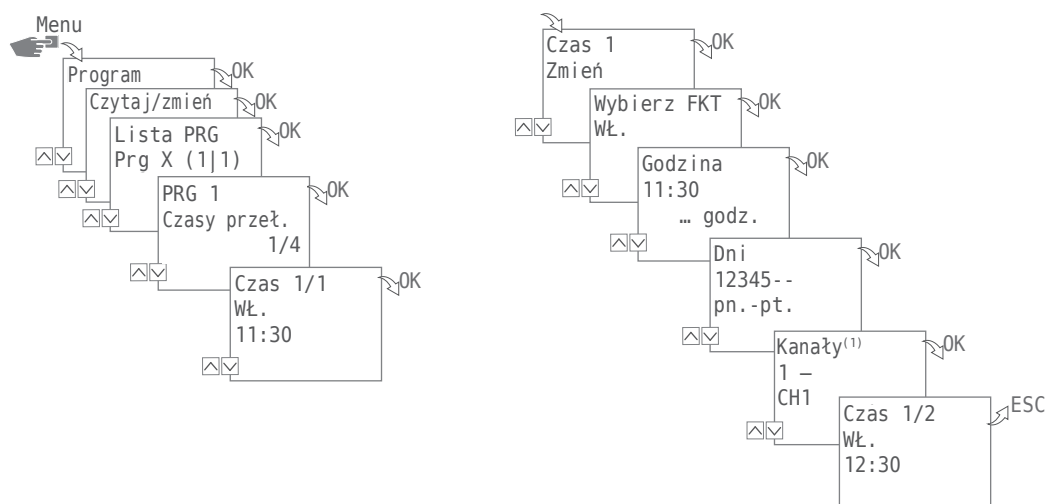 Menu
Program
OK
Czytaj/zmień
OK
Lista PRG
Prg X (1|1)
OK
PRG 1
Czasy przeł.
1/4
OK
Czas 1/1
WŁ.
11:30
OK
Czas 1
Zmień
OK
Wybierz FKT
WŁ.
OK
Godzina
11:30
… godz.
OK
Dni
12345--
pn.-pt.
OK
Kanały(1)
1 –
CH1
OK
Czas 1/2
WŁ.
12:30
ESC